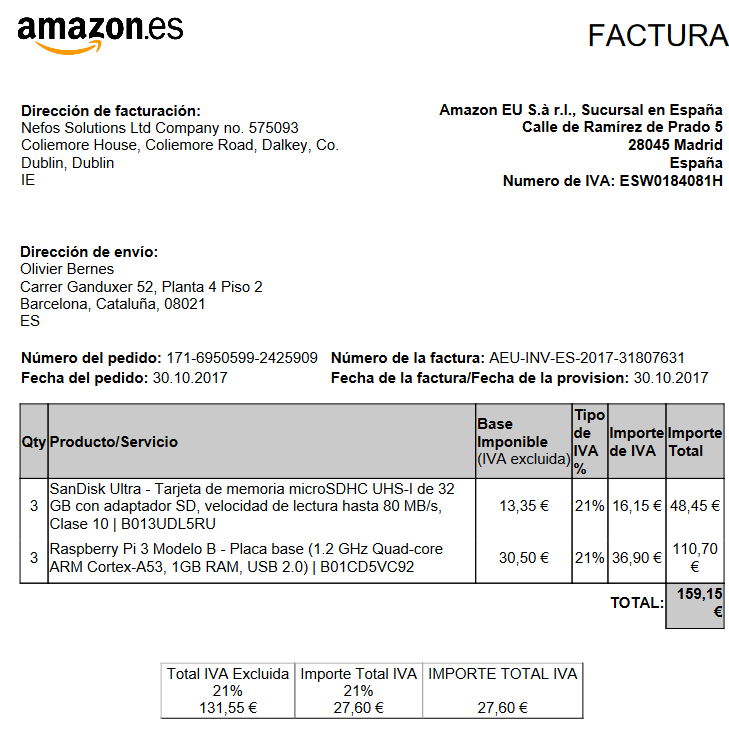 amazon.es
FACTURA
Dirección de facturación:
Nefos Solutions Ltd Company no. 575093
Coliemore House, Coliemore Road, Dalkey, Co.
Dublin, Dublin
IE
Amazon EU S.à r.l., Sucursal en España
Calle de Ramírez de Prado 5
28045 Madrid
España
Numero de IVA: ESW0184081H
Dirección de envío:
Olivier Bernes
Carrer Ganduxer 52, Planta 4 Piso 2
Barcelona, Cataluña, 08021
ES
Número del pedido: 171-6950599-2425909 Número de la factura: AEU-INV-ES-2017-31807631
Fecha del pedido: 30.10.2017 Fecha de la factura/Fecha de la provision: 30.10.2017
Qty Producto/Servicio
Base
Imponible
(IVA excluida)
Tipo
de
IVA
%
Importe
de IVA
Importe
Total
3
SanDisk Ultra - Tarjeta de memoria microSDHC UHS-I de 32
GB con adaptador SD, velocidad de lectura hasta 80 MB/s,
Clase 10 | B013UDL5RU
13,35 € 21% 16,15 € 48,45 €
3
Raspberry Pi 3 Modelo B - Placa base (1.2 GHz Quad-core
ARM Cortex-A53, 1GB RAM, USB 2.0) | B01CD5VC92
30,50 € 21% 36,90 €
110,70
€
TOTAL:
159,15
€
Total IVA Excluida
21%
131,55 €
Importe Total IVA
21%
27,60 €
IMPORTE TOTAL IVA
27,60 €